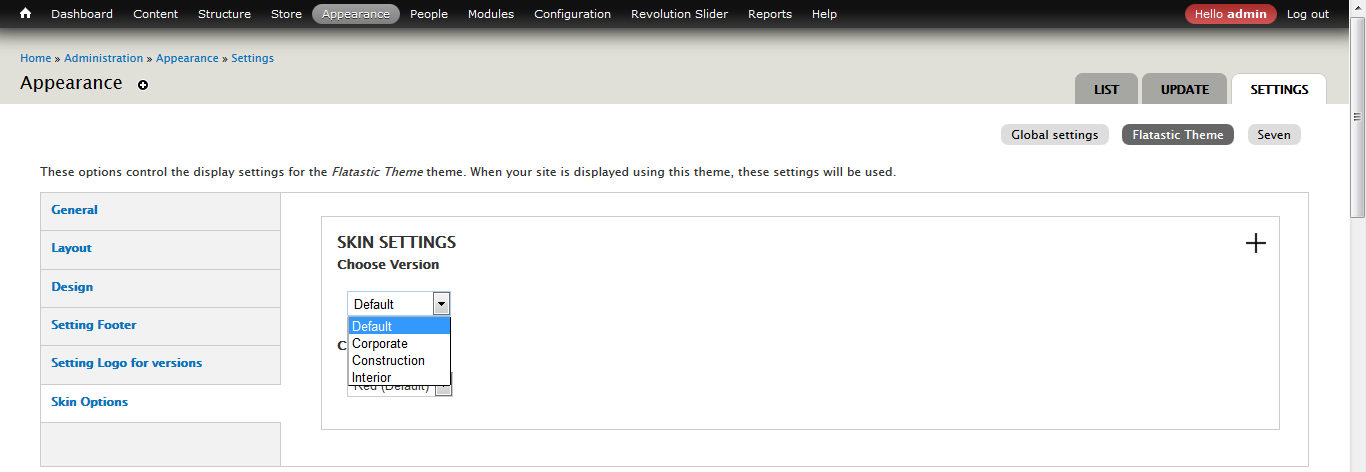 Dashboard Content Structure Store Appearance People Modules Configuration Revolution Slider Reports Help Hello admin Log out
Home » Administration » Appearance » Settings
Appearance
LIST UPDATE SETTINGS
Global settings Flatastic Theme Seven
These options control the display settings for the Flatastic Theme theme. When your site is displayed using this theme, these settings will be used.
General
Layout
Design
Setting Footer
Setting Logo for versions
Skin Options
SKIN SETTINGS
Choose Version
Default
Default
Corporate
Construction
Interior
Red (Default)